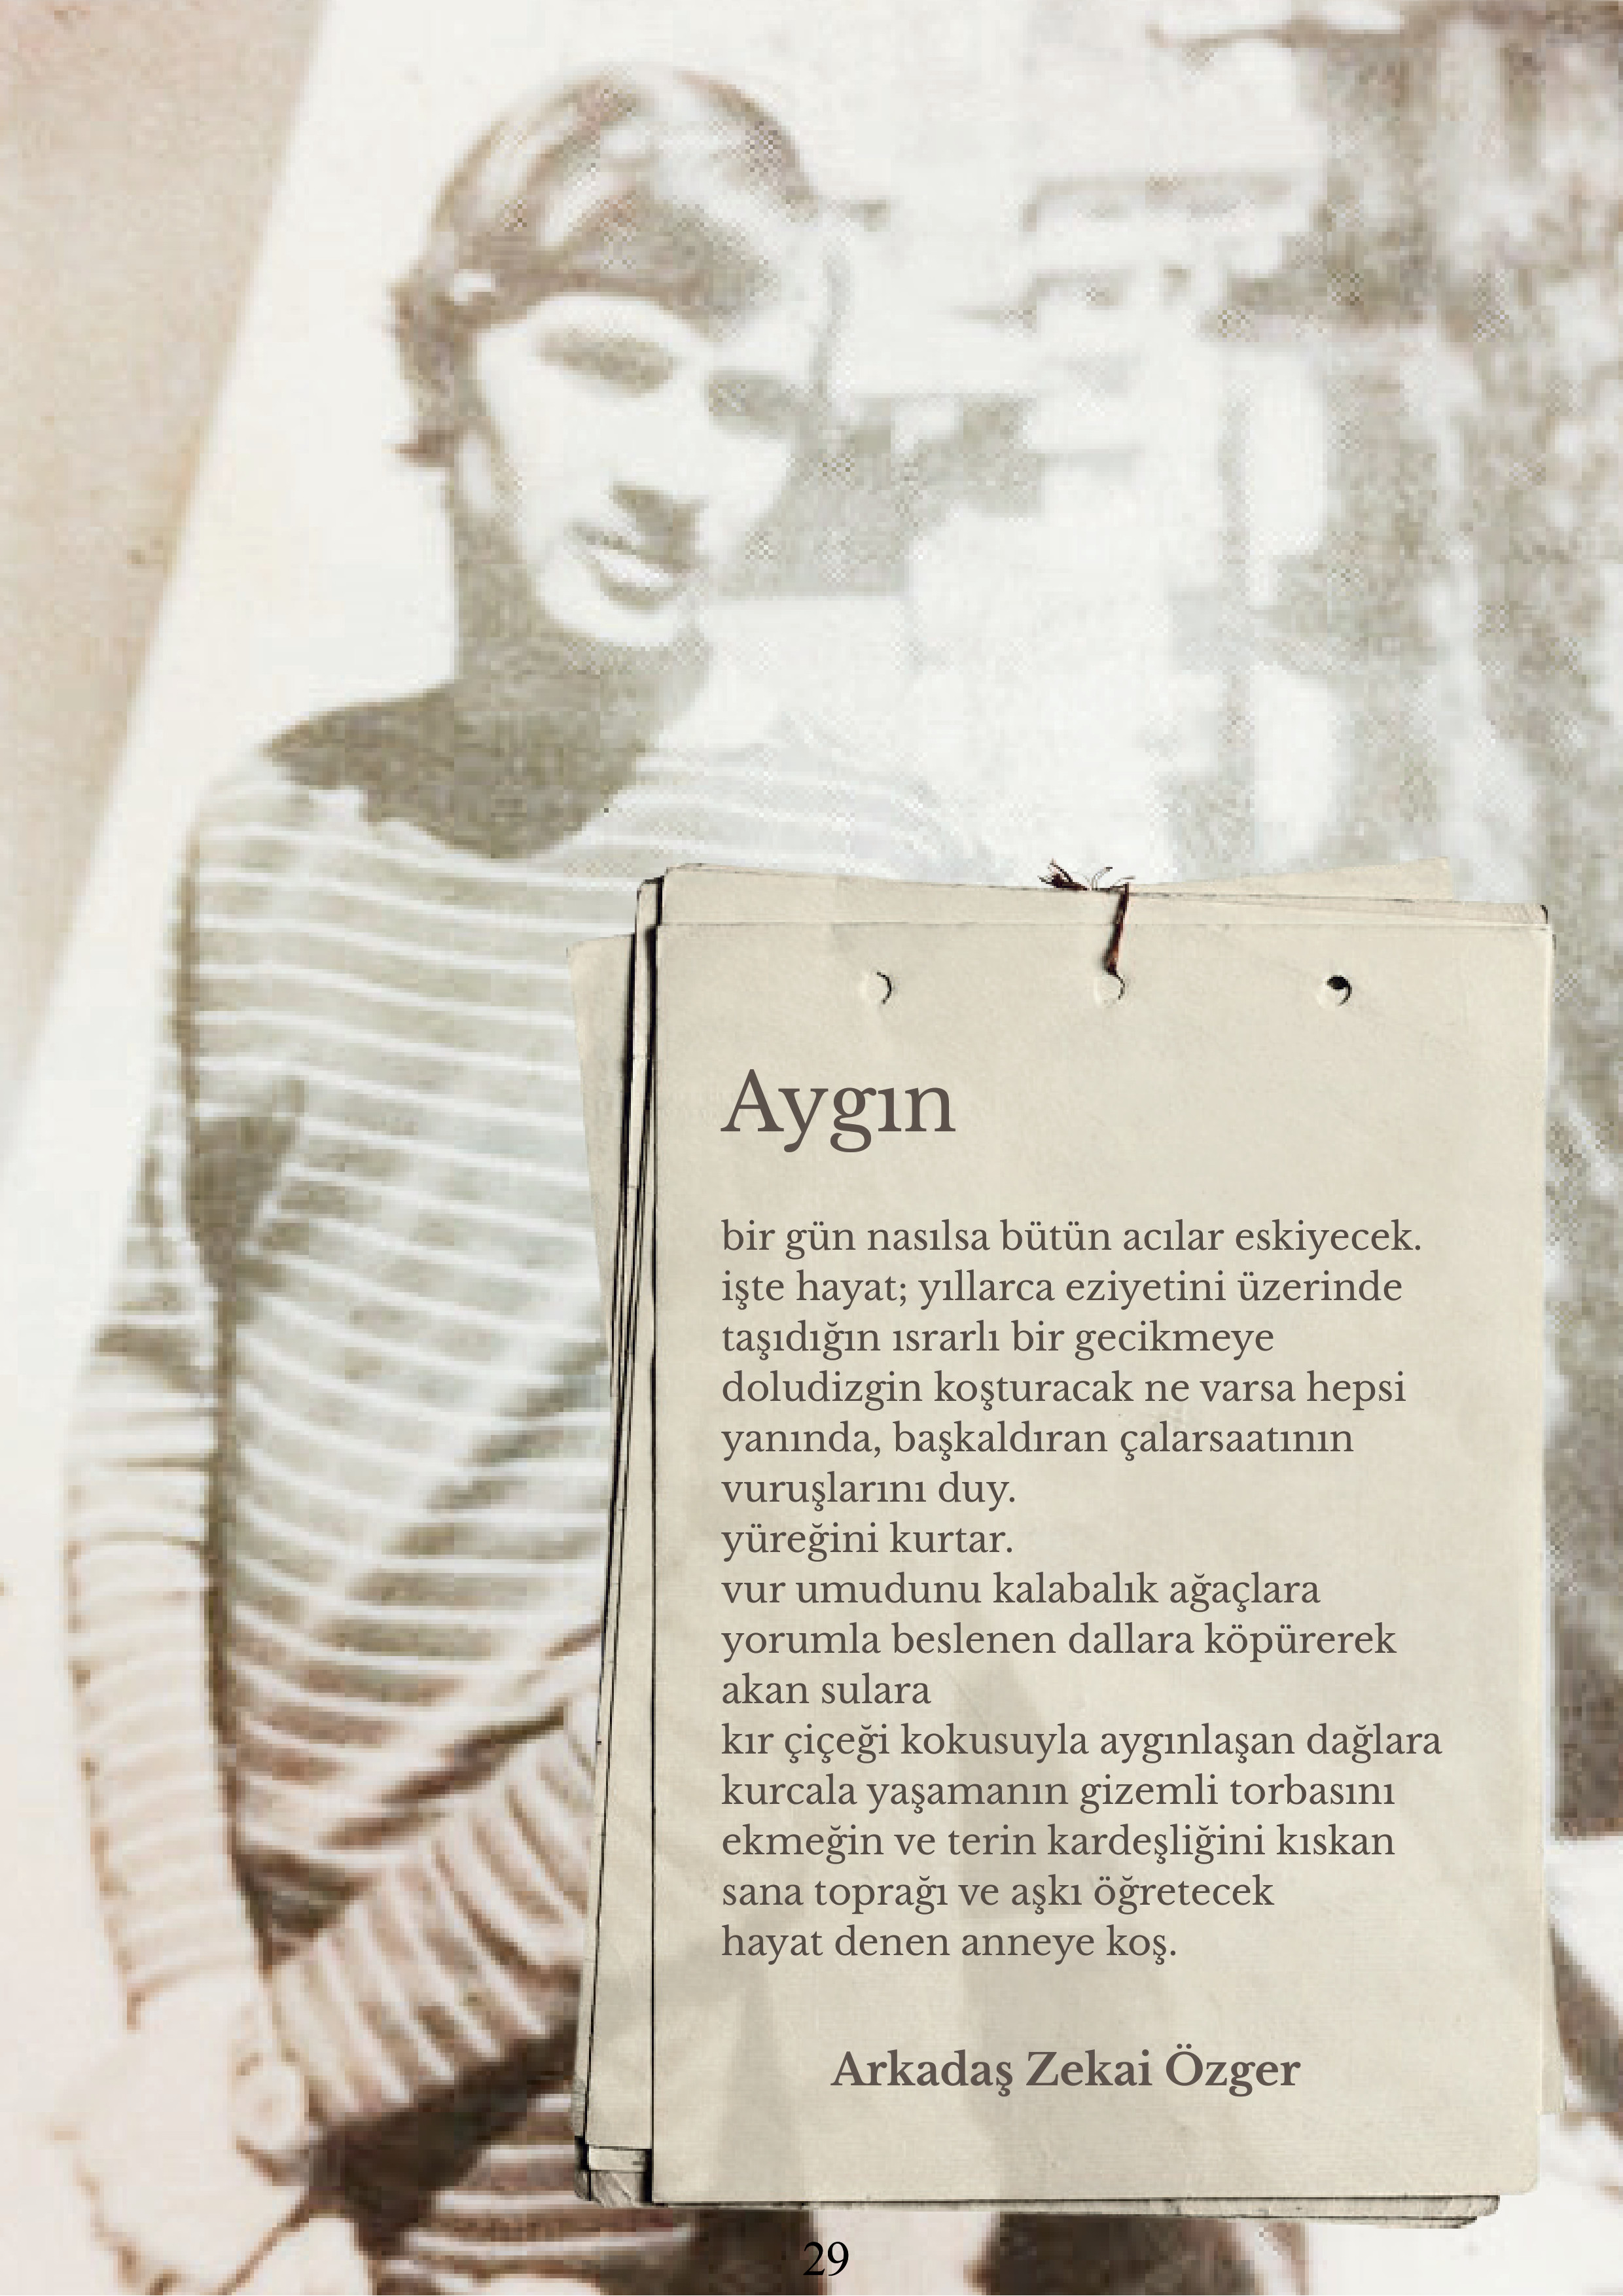 Aygın
bir gün nasılsa bütün acılar eskiyecek.
işte hayat; yıllarca eziyetini üzerinde
taşıdığın ısrarlı bir gecikmeye
doludizgin koşturacak ne varsa hepsi
yanında, başkaldıran çalarsaatının
vuruşlarını duy.
yüreğini kurtar.
vur umudunu kalabalık ağaçlara
yorumla beslenen dallara köpürerek
akan sulara
kır çiçeği kokusuyla aygınlaşan dağlara
kurcala yaşamanın gizemli torbasını
ekmeğin ve terin kardeşliğini kıskan
sana toprağı ve aşkı öğretecek
hayat denen anneye koş.
Arkadaş Zekai Özger
29